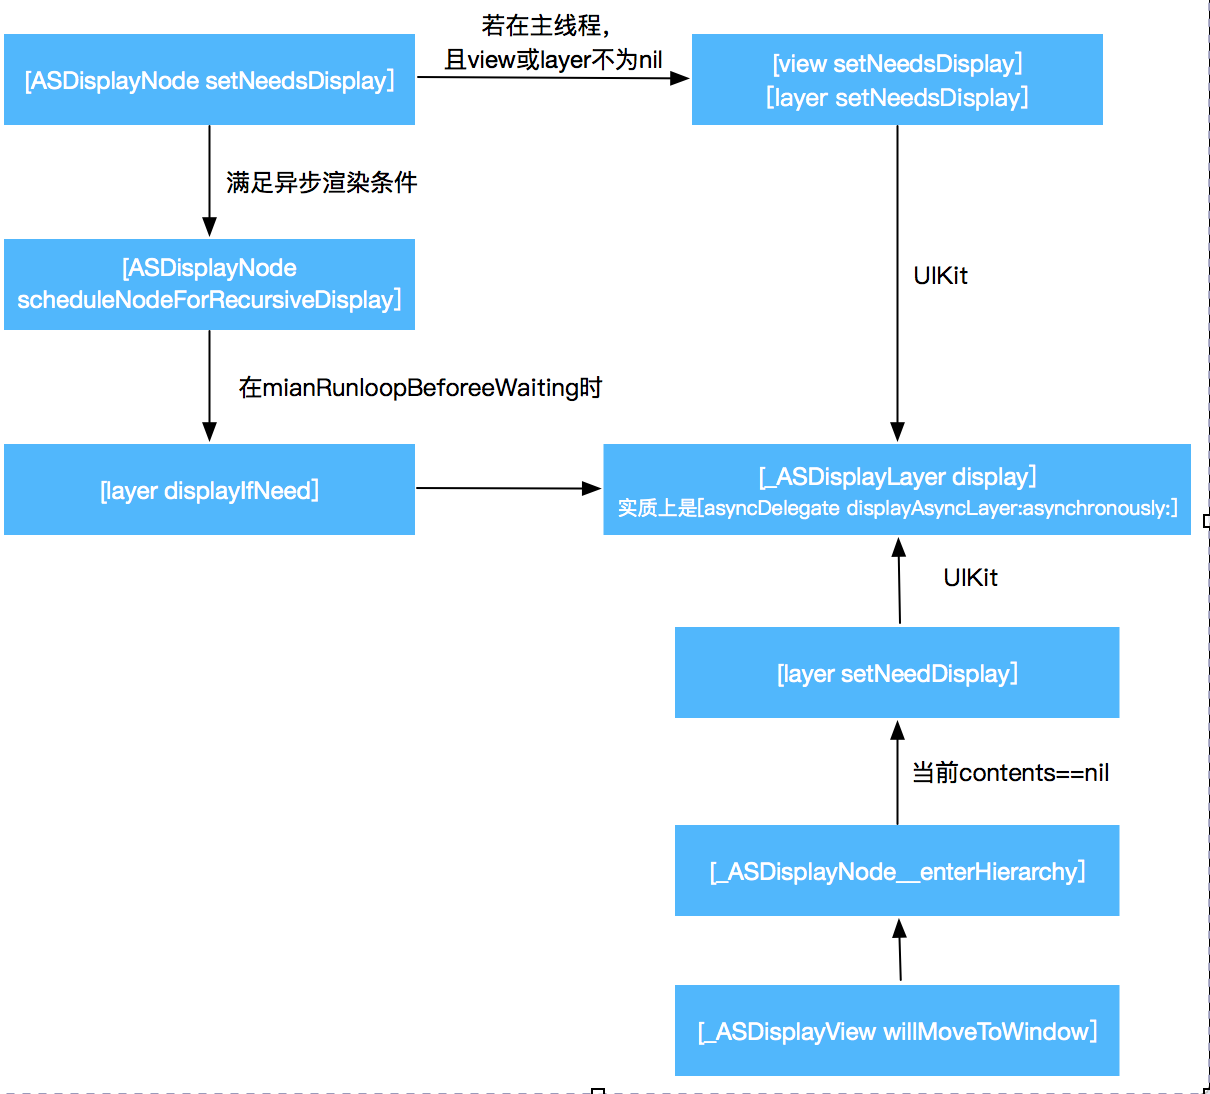 若在主线程，
且view或layer不为nil
[ASDisplayNode setNeedsDisplay]
[view setNeedsDisplay]
[layer setNeedsDisplay]
满足异步渲染条件
[ASDisplayNode
scheduleNodeForRecursiveDisplay]
UIKit
在mianRunloopBeforeeWaiting时
[layer displayIfNeed]
[_ASDisplayLayer display]
实质上是[asyncDelegate displayAsyncLayer:asynchronously:]
UIKit
[layer setNeedDisplay]
当前contents==nil
[_ASDisplayNode__enterHierarchy]
[_ASDisplayView willMoveToWindow]